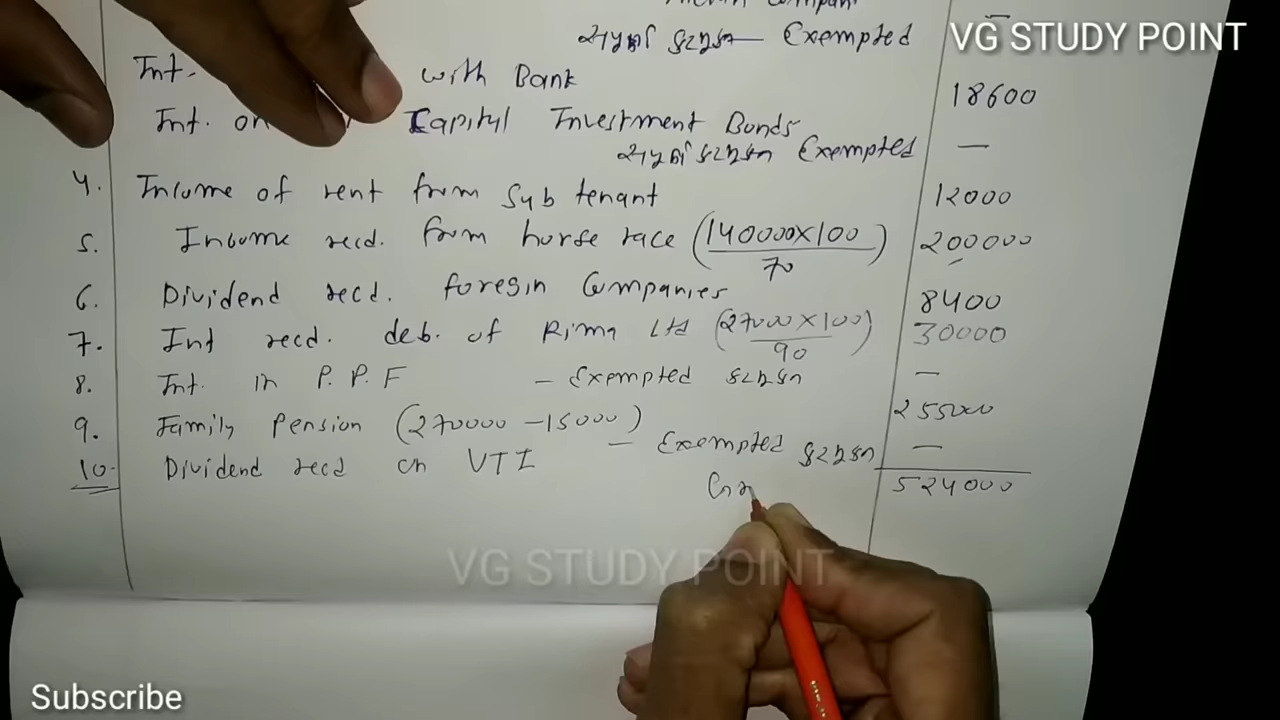 VG STUDY POINT
Exempted
Int. with Bank 18600
Int. on Capital Investment Bonds
Exempted —
4. Income of rent from Sub tenant 12000
5. Income recd. from horse race (140000×100/70) 200000
6. Dividend recd. foregin Companies 8400
7. Int recd. deb. of Rima Ltd (27000×100/90) 30000
8. Int. in P.P.F — Exempted —
9. Family Pension (270000-15000) 255000
10. Dividend recd on UTI — Exempted —
524000
VG STUDY POINT
Subscribe